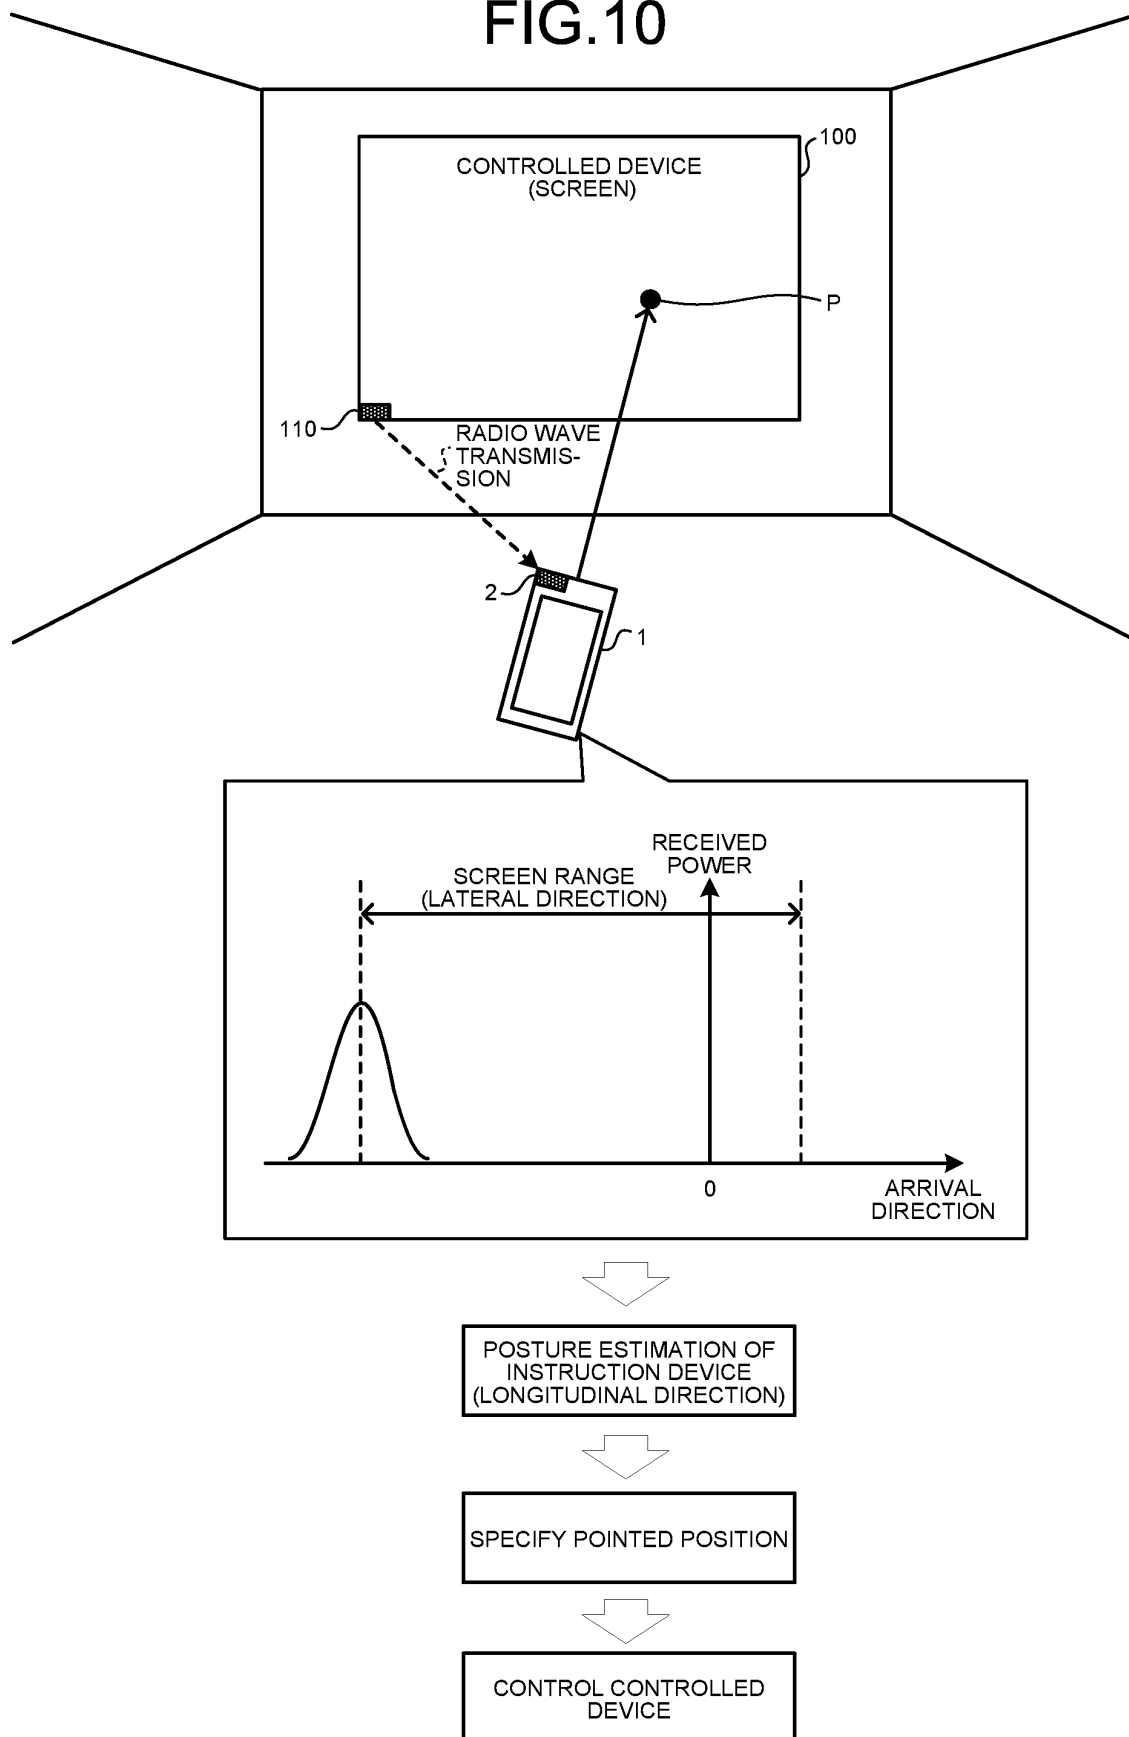 FIG.10
100
CONTROLLED DEVICE
(SCREEN)
P
110
RADIO WAVE
TRANSMIS-
SION
2
1
RECEIVED
POWER
SCREEN RANGE
(LATERAL DIRECTION)
0
ARRIVAL
DIRECTION
POSTURE ESTIMATION OF
INSTRUCTION DEVICE
(LONGITUDINAL DIRECTION)
SPECIFY POINTED POSITION
CONTROL CONTROLLED
DEVICE